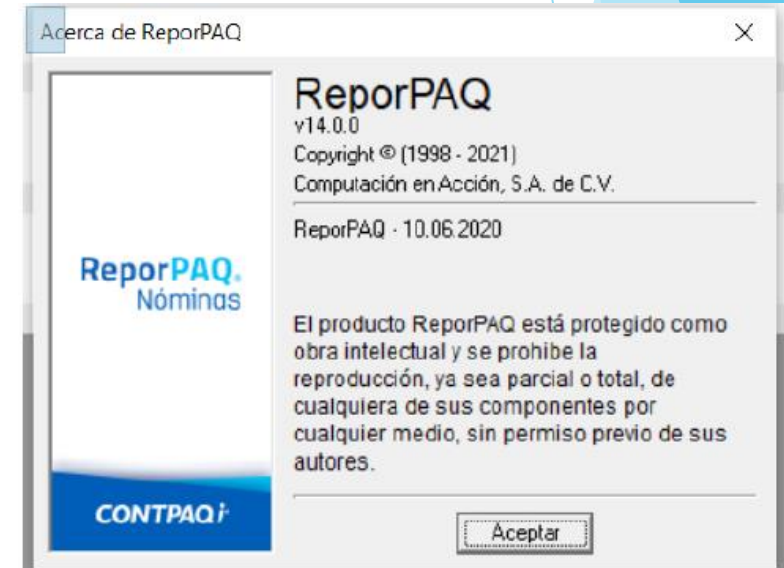 Acerca de ReporPAQ
ReporPAQ
v14.0.0
Copyright © (1998 - 2021)
Computación en Acción, S.A. de C.V.
ReporPAQ - 10.06.2020
ReporPAQ.
Nóminas
El producto ReporPAQ está protegido como
obra intelectual y se prohibe la
reproducción, ya sea parcial o total, de
cualquiera de sus componentes por
cualquier medio, sin permiso previo de sus
autores.
CONTPAQi
Aceptar